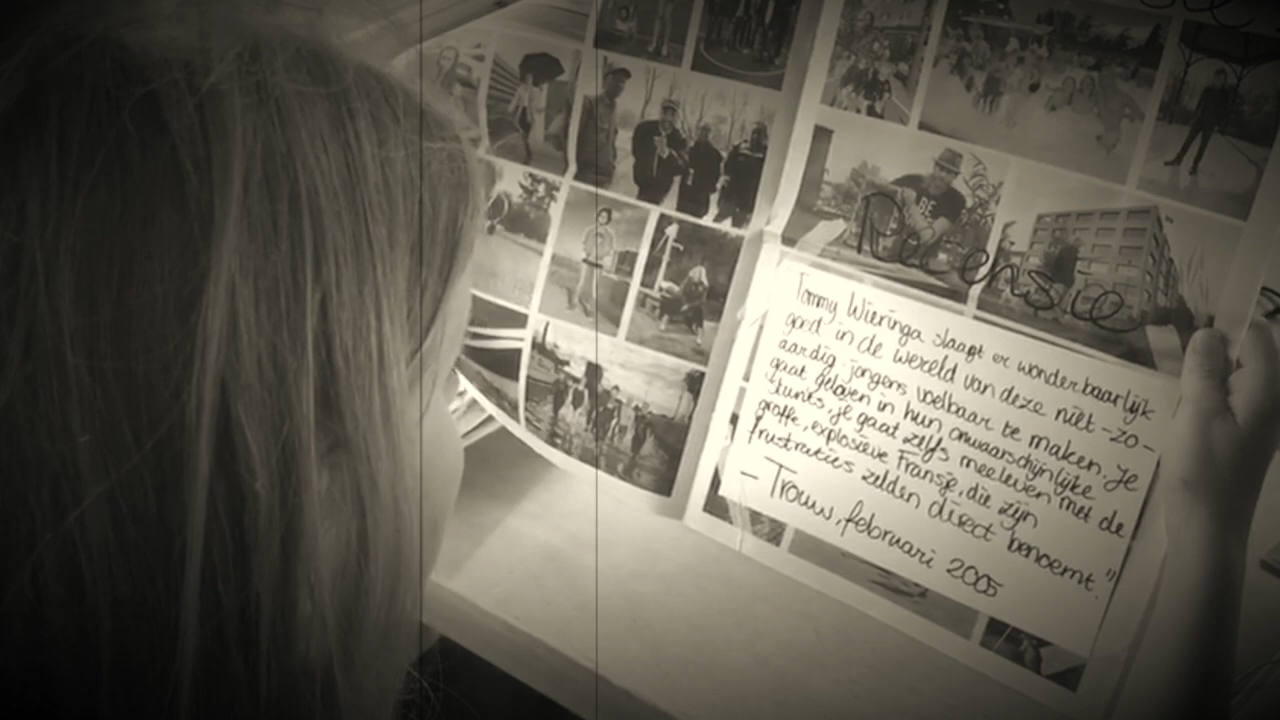 BE
Recensie
Tommy Wieringa slaagt er wonderbaarlijk
goed in de wereld van deze niet-zo-
aardig jongens voelbaar te maken. Je
gaat geloven in hun onwaarschijnlijke
stunts, je gaat zelfs meeleven met de
groffe, explosieve Fransje, die zijn
frustraties zelden direct benoemt."
- Trouw, februari 2005